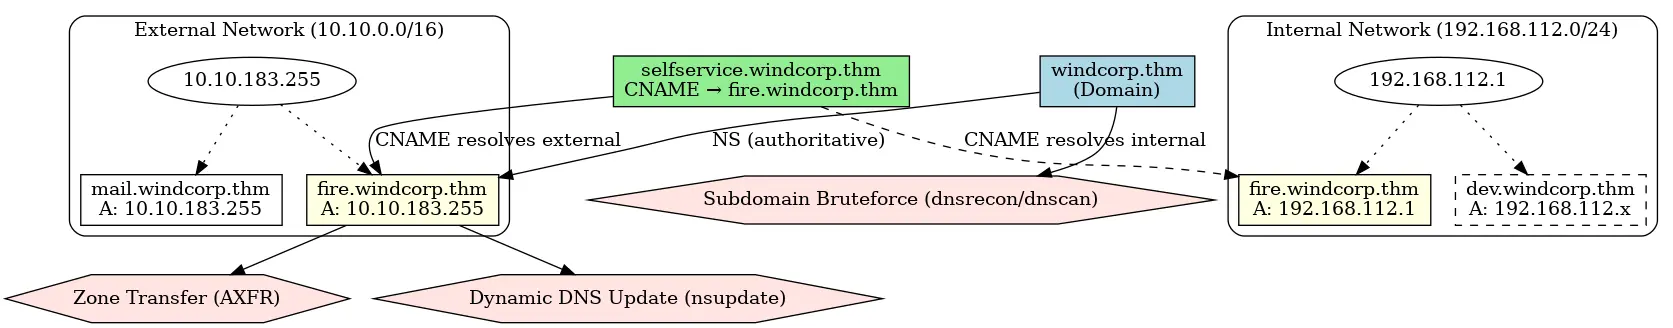 External Network (10.10.0.0/16)
10.10.183.255
selfservice.windcorp.thm
CNAME → fire.windcorp.thm
windcorp.thm
(Domain)
Internal Network (192.168.112.0/24)
192.168.112.1
CNAME resolves external
NS (authoritative)
CNAME resolves internal
mail.windcorp.thm
A: 10.10.183.255
fire.windcorp.thm
A: 10.10.183.255
Subdomain Bruteforce (dnsrecon/dnscan)
fire.windcorp.thm
A: 192.168.112.1
dev.windcorp.thm
A: 192.168.112.x
Zone Transfer (AXFR)
Dynamic DNS Update (nsupdate)